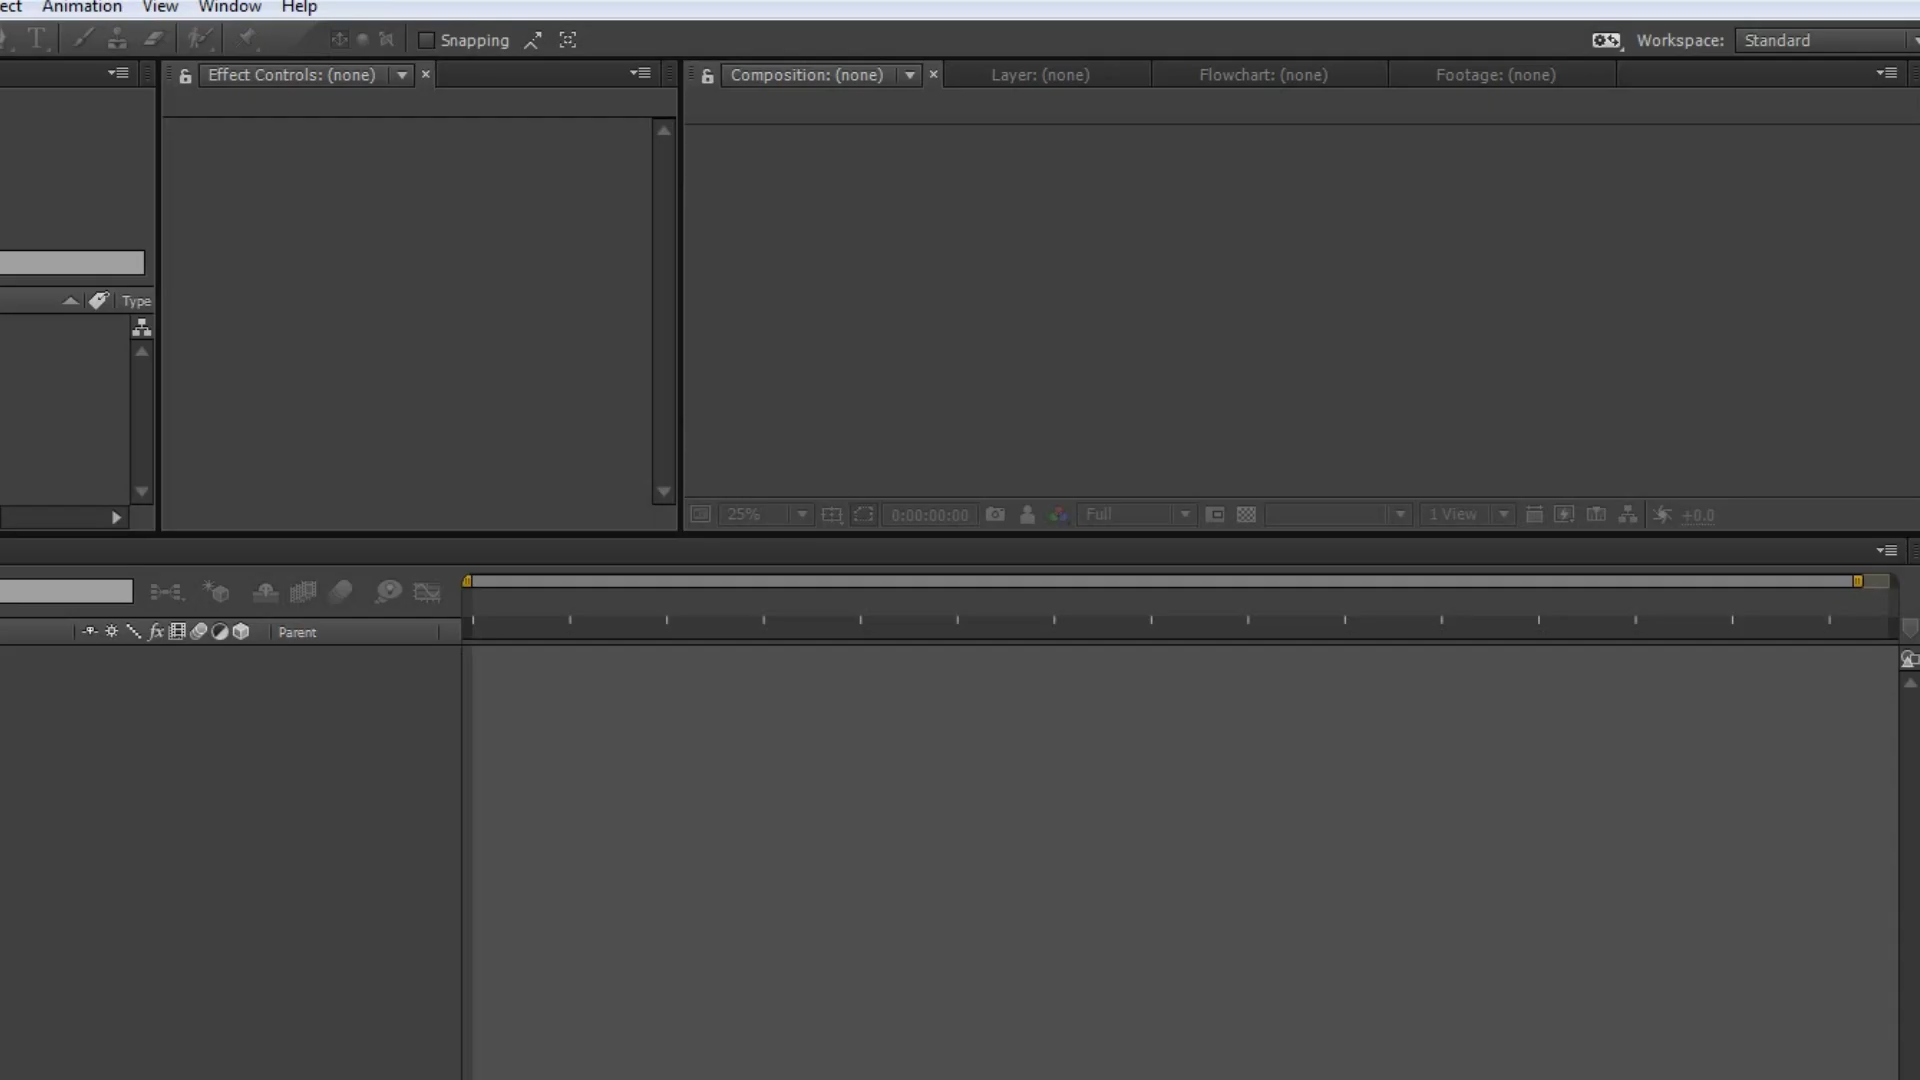 ect Animation View Window Help
T Snapping Workspace: Standard
Effect Controls: (none) Composition: (none) Layer: (none) Flowchart: (none) Footage: (none)
Type
25% 0:00:00:00 Full 1 View +0.0
fx Parent